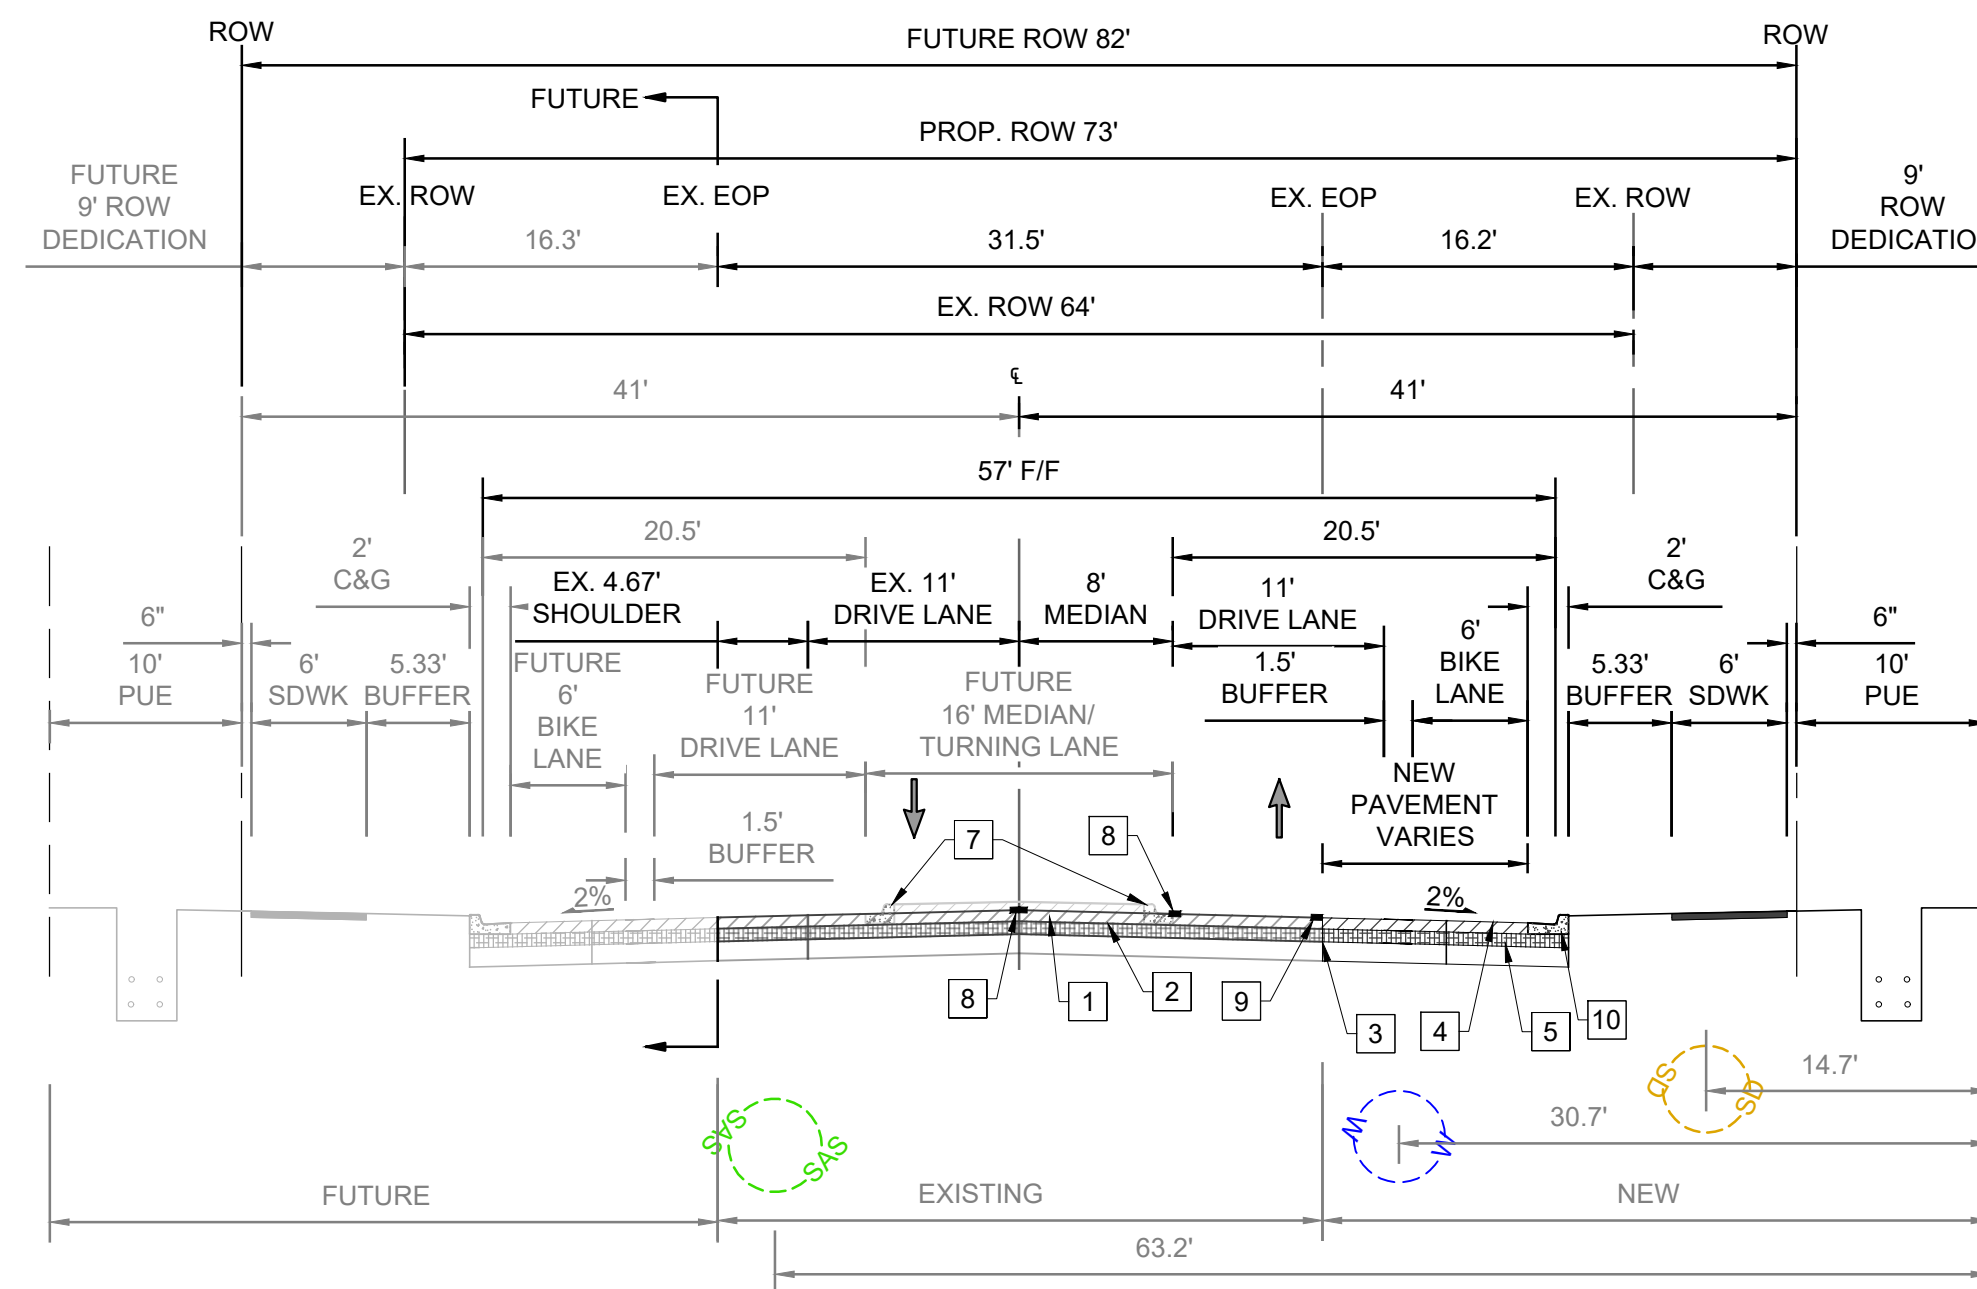 ROW
FUTURE ROW 82'
ROW
FUTURE
PROP. ROW 73'
FUTURE
9' ROW
DEDICATION
EX. ROW
EX. EOP
EX. EOP
EX. ROW
9'
ROW
DEDICATIO
16.3'
31.5'
16.2'
EX. ROW 64'
41'
℄
41'
57' F/F
20.5'
20.5'
2'
C&G
EX. 4.67'
SHOULDER
EX. 11'
DRIVE LANE
8'
MEDIAN
11'
DRIVE LANE
2'
C&G
6"
10'
PUE
6'
SDWK
5.33'
BUFFER
FUTURE
6'
BIKE
LANE
FUTURE
11'
DRIVE LANE
FUTURE
16' MEDIAN/
TURNING LANE
1.5'
BUFFER
6'
BIKE
LANE
5.33'
BUFFER
6'
SDWK
6"
10'
PUE
1.5'
BUFFER
NEW
PAVEMENT
VARIES
7
8
2%
2%
8
1
2
9
3
4
5
10
SAS
SAS
W
W
SD
SD
14.7'
30.7'
FUTURE
EXISTING
NEW
63.2'